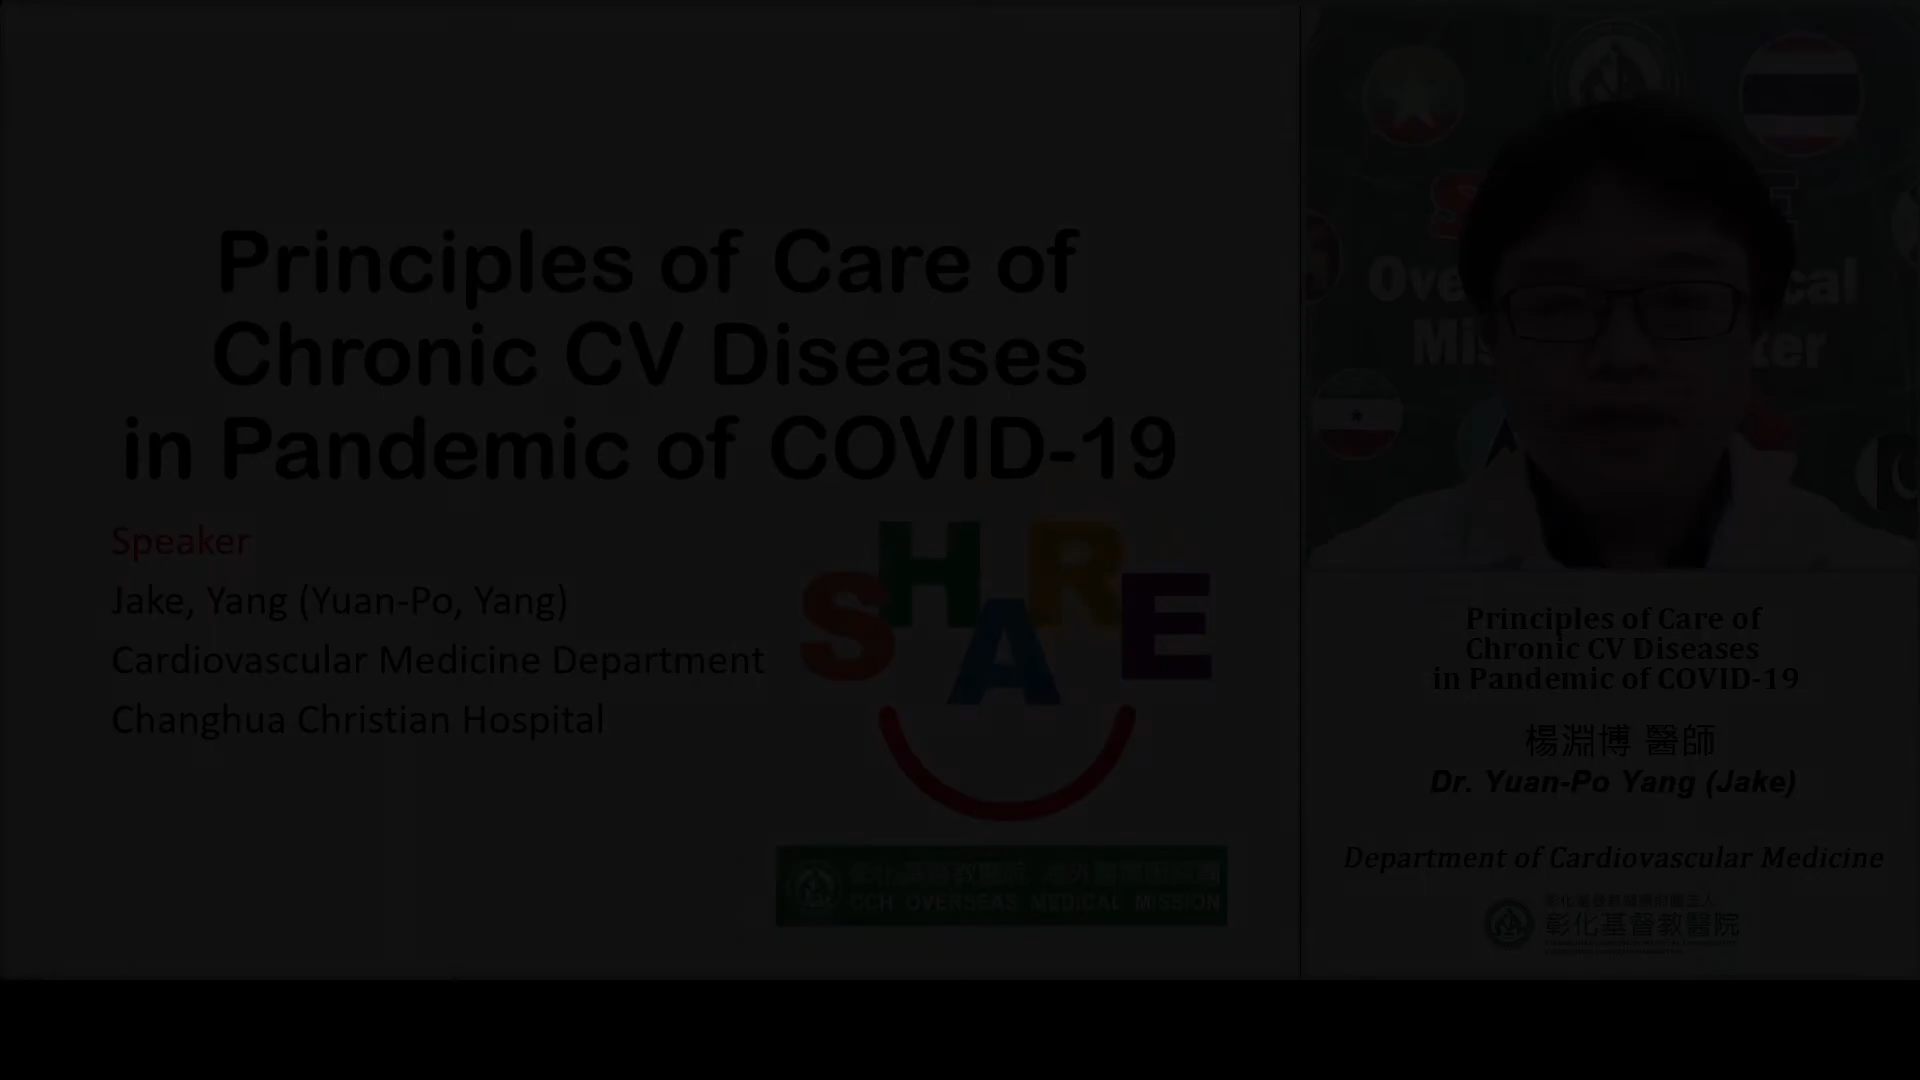 Principles of Care of
Chronic CV Diseases
in Pandemic of COVID-19
Speaker
Jake, Yang (Yuan-Po, Yang)
Cardiovascular Medicine Department
Changhua Christian Hospital
SHARE
CCH OVERSEAS MEDICAL MISSION
Principles of Care of
Chronic CV Diseases
in Pandemic of COVID-19
楊淵博 醫師
Dr. Yuan-Po Yang (Jake)
Department of Cardiovascular Medicine
彰化基督教醫院